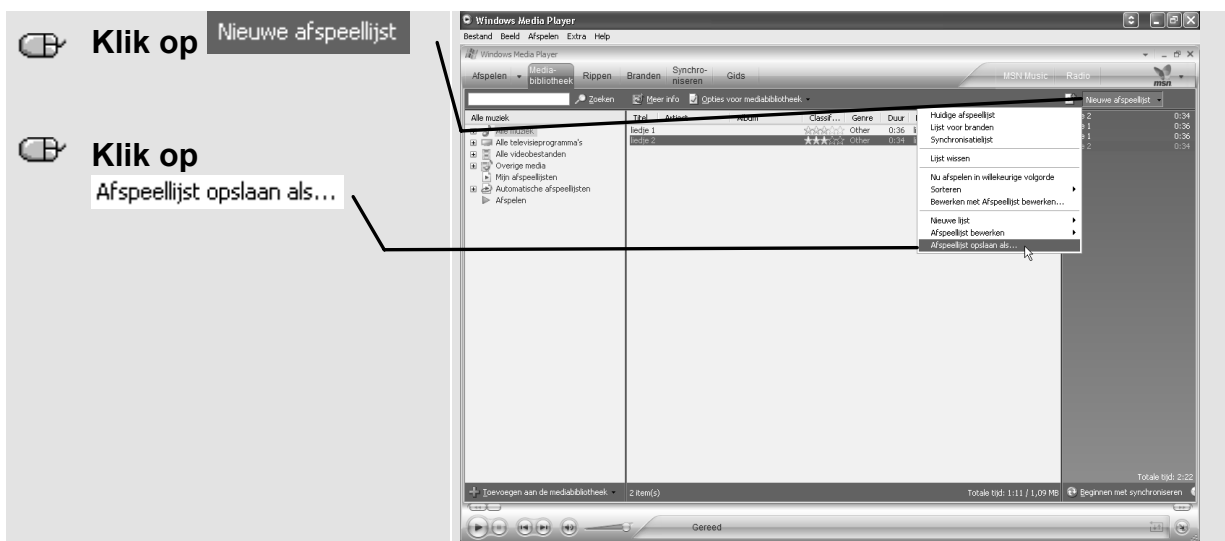 Klik op Nieuwe afspeellijst
Klik op
Afspeellijst opslaan als...
Windows Media Player
Bestand Beeld Afspelen Extra Help
Windows Media Player
Afspelen Media-bibliotheek Rippen Branden Synchro-niseren Gids MSN Music Radio msn
Zoeken Meer info Opties voor mediabibliotheek Nieuwe afspeellijst
Alle muziek
Alle muziek
Alle televisieprogramma's
Alle videobestanden
Overige media
Mijn afspeellijsten
Automatische afspeellijsten
Afspelen
Titel Artiest Album Classif... Genre Duur
liedje 1 Other 0:36
liedje 2 Other 0:34
Huidige afspeellijst
Lijst voor branden
Synchronisatielijst
Lijst wissen
Nu afspelen in willekeurige volgorde
Sorteren
Bewerken met Afspeellijst bewerken...
Nieuwe lijst
Afspeellijst bewerken
Afspeellijst opslaan als...
2 0:34
1 0:36
1 0:36
2 0:34
Totale tijd: 2:22
Toevoegen aan de mediabibliotheek 2 item(s) Totale tijd: 1:11 / 1,09 MB Beginnen met synchroniseren
Gereed